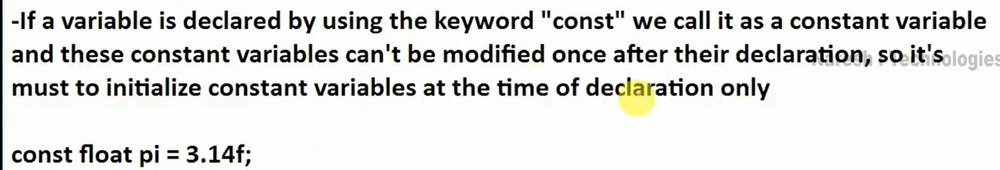 -If a variable is declared by using the keyword "const" we call it as a constant variable
and these constant variables can't be modified once after their declaration, so it's
must to initialize constant variables at the time of declaration only
const float pi = 3.14f;